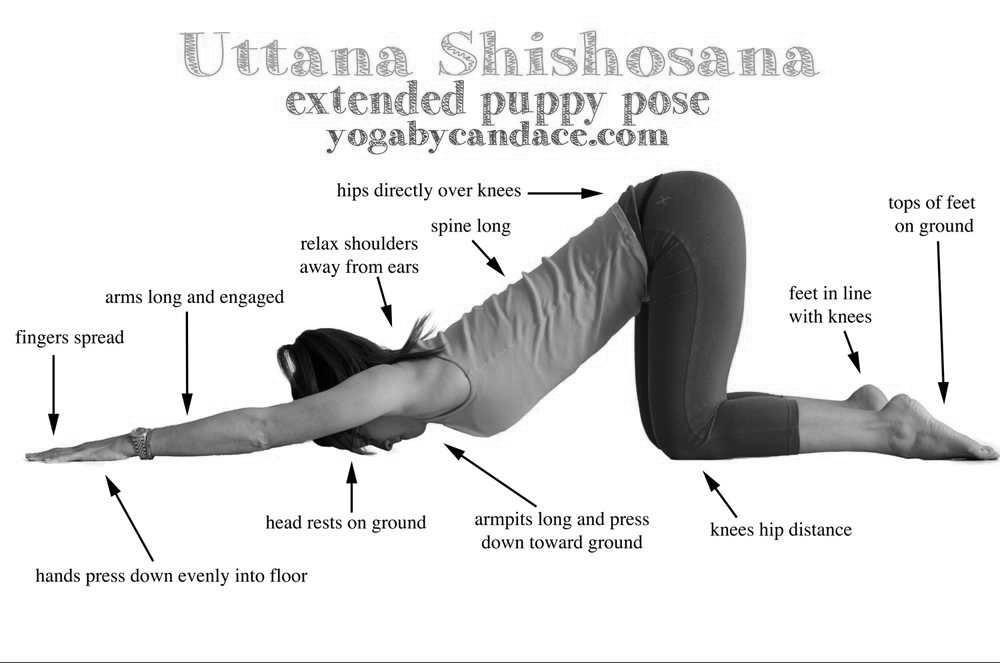 Uttana Shishosana
extended puppy pose
yogabycandace.com
hips directly over knees
spine long
relax shoulders
away from ears
arms long and engaged
fingers spread
tops of feet
on ground
feet in line
with knees
head rests on ground
armpits long and press
down toward ground
knees hip distance
hands press down evenly into floor